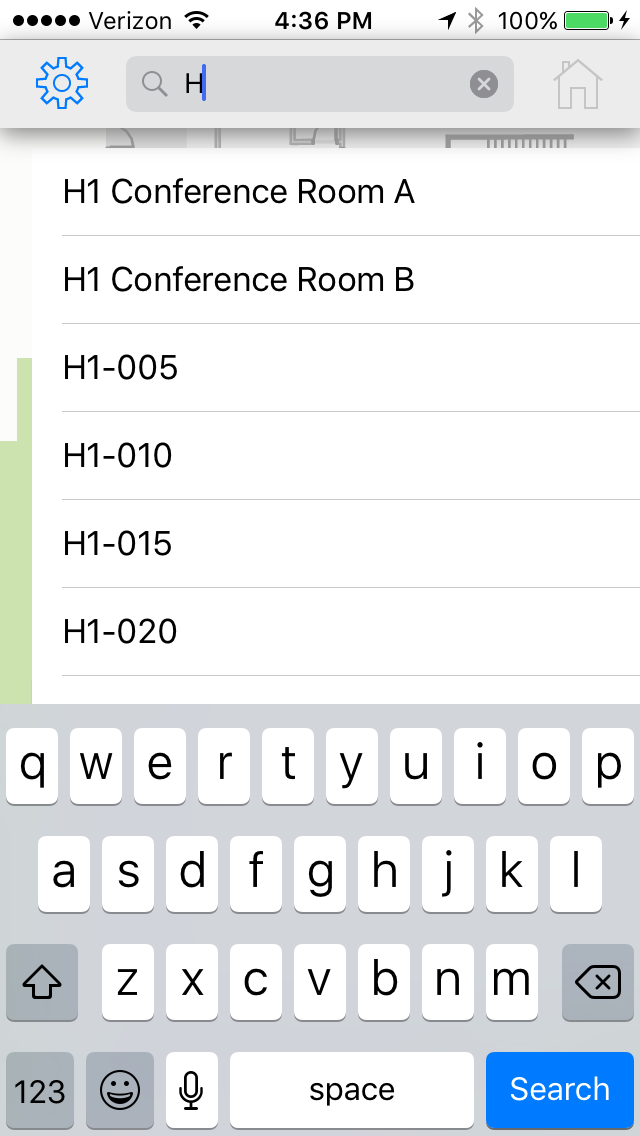 Verizon 4:36 PM 100%
H
H1 Conference Room A
H1 Conference Room B
H1-005
H1-010
H1-015
H1-020
q w e r t y u i o p
a s d f g h j k l
z x c v b n m
123 space Search